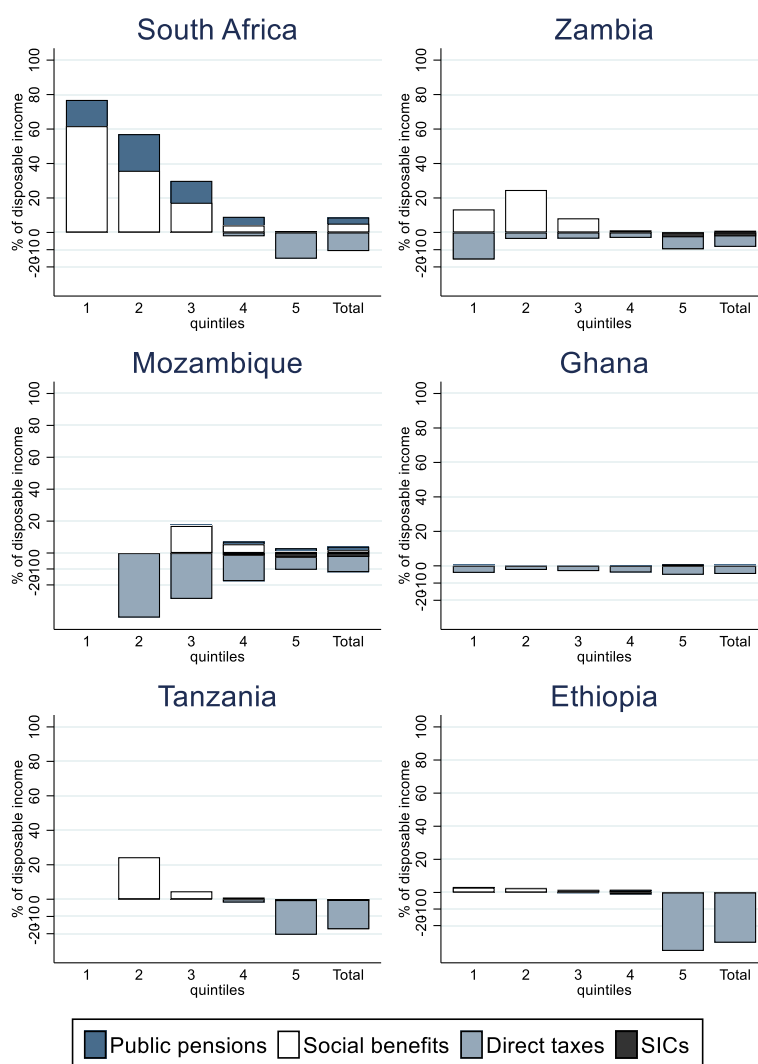 South Africa
Zambia
% of disposable income
100
80
60
40
20
0
-10
-20
1 2 3 4 5 Total
quintiles
% of disposable income
100
80
60
40
20
0
-10
-20
1 2 3 4 5 Total
quintiles
Mozambique
Ghana
% of disposable income
100
80
60
40
20
0
-10
-20
1 2 3 4 5 Total
quintiles
% of disposable income
100
80
60
40
20
0
-10
-20
1 2 3 4 5 Total
quintiles
Tanzania
Ethiopia
% of disposable income
100
80
60
40
20
0
-10
-20
1 2 3 4 5 Total
quintiles
% of disposable income
100
80
60
40
20
0
-10
-20
1 2 3 4 5 Total
quintiles
Public pensions Social benefits Direct taxes SICs